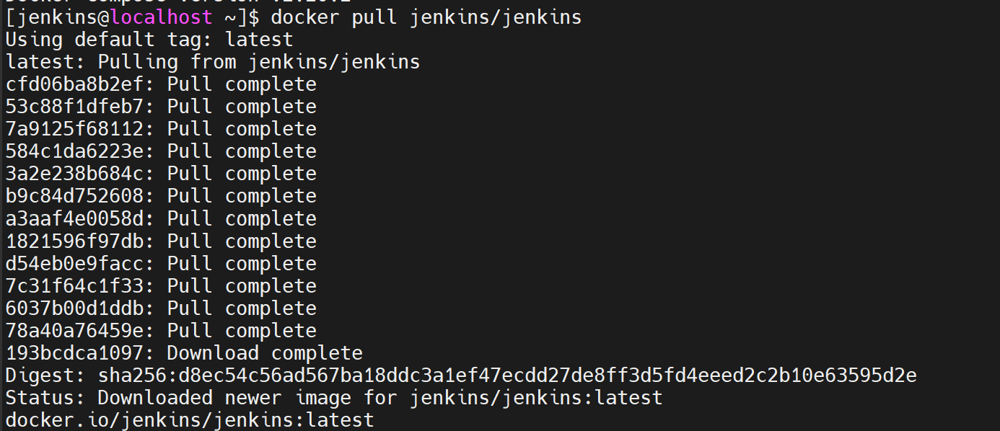 [jenkins@localhost ~]$ docker pull jenkins/jenkins
Using default tag: latest
latest: Pulling from jenkins/jenkins
cfd06ba8b2ef: Pull complete
53c88f1dfeb7: Pull complete
7a9125f68112: Pull complete
584c1da6223e: Pull complete
3a2e238b684c: Pull complete
b9c84d752608: Pull complete
a3aaf4e0058d: Pull complete
1821596f97db: Pull complete
d54eb0e9facc: Pull complete
7c31f64c1f33: Pull complete
6037b00d1ddb: Pull complete
78a40a76459e: Pull complete
193bcdca1097: Download complete
Digest: sha256:d8ec54c56ad567ba18ddc3a1ef47ecdd27de8ff3d5fd4eeed2c2b10e63595d2e
Status: Downloaded newer image for jenkins/jenkins:latest
docker.io/jenkins/jenkins:latest